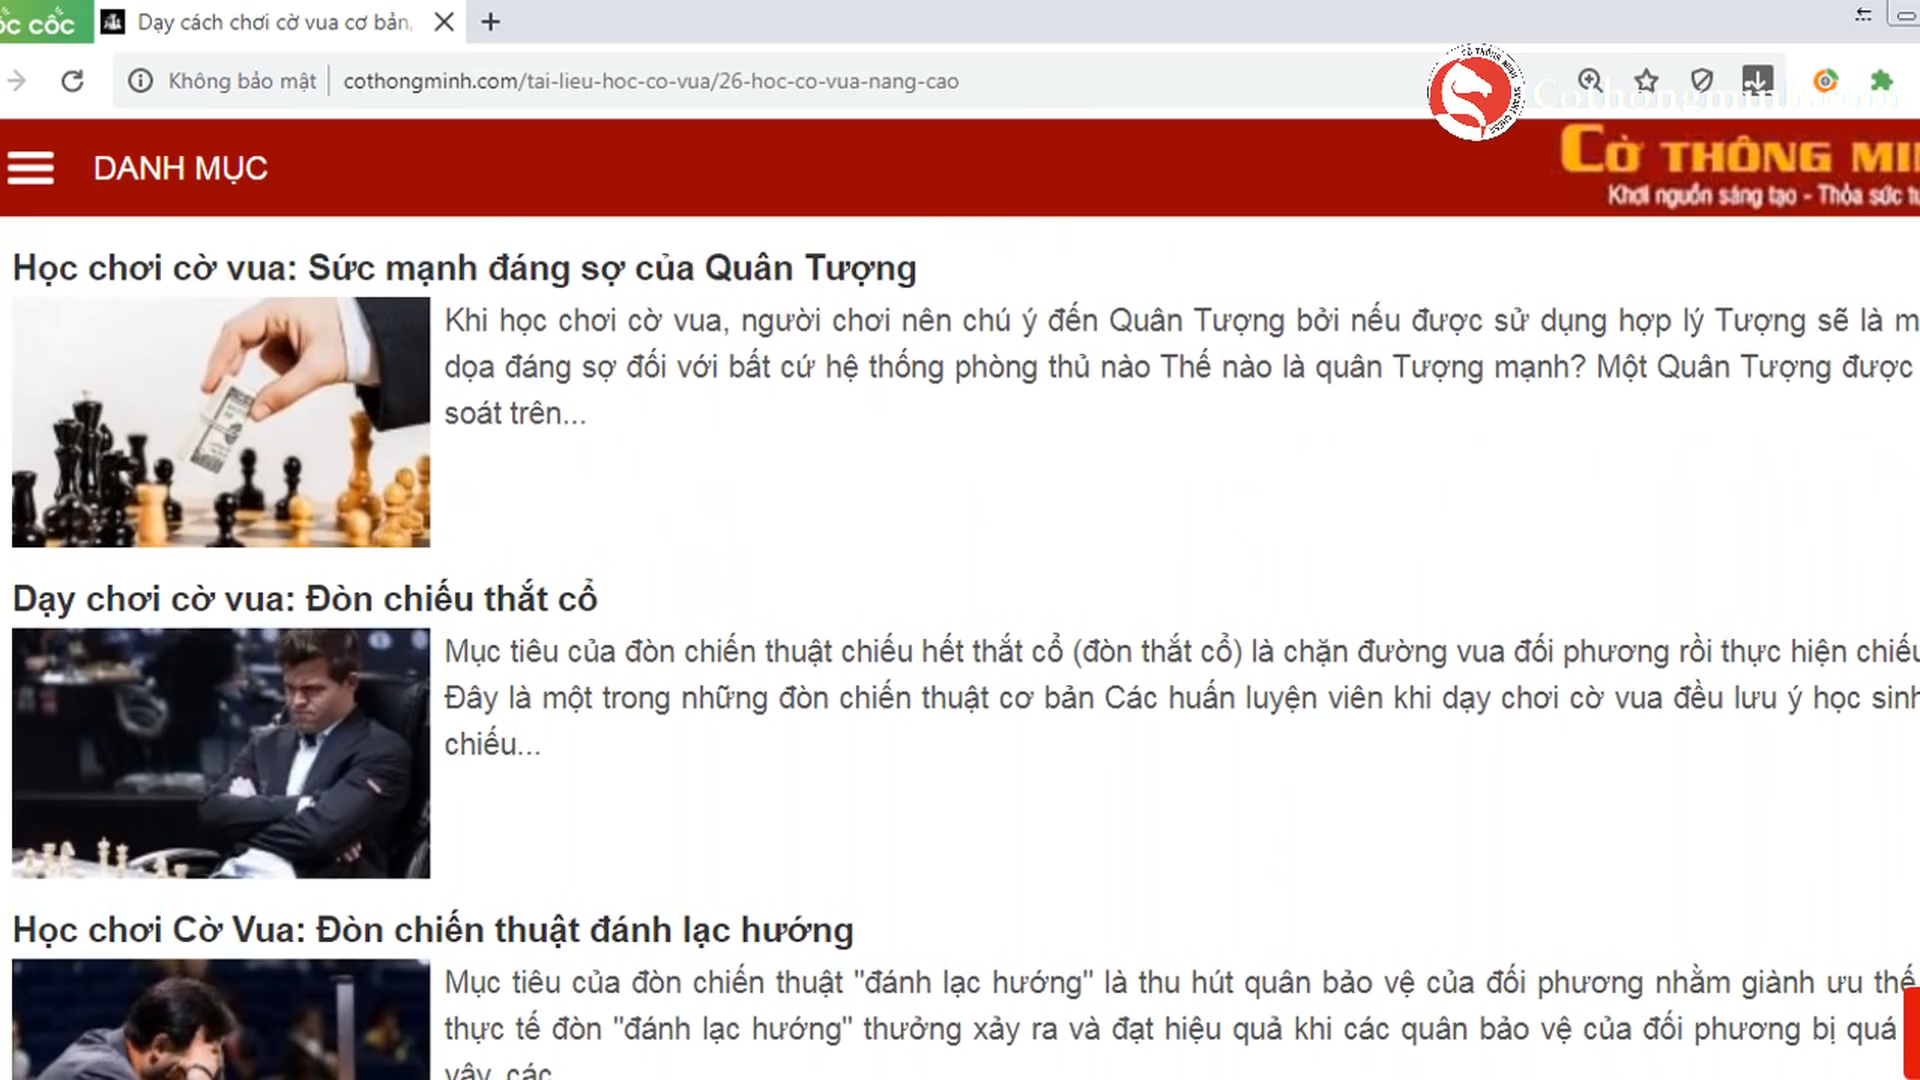 cốc cốc
Dạy cách chơi cờ vua cơ bản,
Không bảo mật
cothongminh.com/tai-lieu-hoc-co-vua/26-hoc-co-vua-nang-cao
Cothongminh.com
DANH MỤC
CỜ THÔNG MI
Khơi nguồn sáng tạo - Thỏa sức
Học chơi cờ vua: Sức mạnh đáng sợ của Quân Tượng
Khi học chơi cờ vua, người chơi nên chú ý đến Quân Tượng bởi nếu được sử dụng hợp lý Tượng sẽ là m
dọa đáng sợ đối với bất cứ hệ thống phòng thủ nào Thế nào là quân Tượng mạnh? Một Quân Tượng được
soát trên...
Dạy chơi cờ vua: Đòn chiếu thắt cổ
Mục tiêu của đòn chiến thuật chiếu hết thắt cổ (đòn thắt cổ) là chặn đường vua đối phương rồi thực hiện chiếu
Đây là một trong những đòn chiến thuật cơ bản Các huấn luyện viên khi dạy chơi cờ vua đều lưu ý học sinh
chiếu...
Học chơi Cờ Vua: Đòn chiến thuật đánh lạc hướng
Mục tiêu của đòn chiến thuật "đánh lạc hướng" là thu hút quân bảo vệ của đối phương nhằm giành ưu thế
thực tế đòn "đánh lạc hướng" thưởng xảy ra và đạt hiệu quả khi các quân bảo vệ của đối phương bị quá
vậy, các